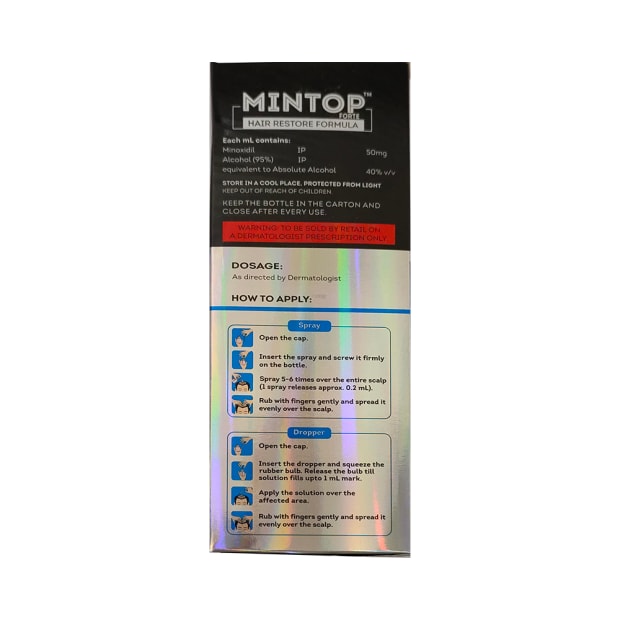 MINTOP™
FORTE
HAIR RESTORE FORMULA
Each mL contains:
Minoxidil IP 50mg
Alcohol (95%) IP
equivalent to Absolute Alcohol 40% v/v
STORE IN A COOL PLACE, PROTECTED FROM LIGHT
KEEP OUT OF REACH OF CHILDREN.
KEEP THE BOTTLE IN THE CARTON AND
CLOSE AFTER EVERY USE.
WARNING: TO BE SOLD BY RETAIL ON
A DERMATOLOGIST PRESCRIPTION ONLY
DOSAGE:
As directed by Dermatologist
HOW TO APPLY:
Spray
Open the cap.
Insert the spray and screw it firmly
on the bottle.
Spray 5-6 times over the entire scalp
(1 spray releases approx. 0.2 mL).
Rub with fingers gently and spread it
evenly over the scalp.
Dropper
Open the cap.
Insert the dropper and squeeze the
rubber bulb. Release the bulb till
solution fills upto 1 mL mark.
Apply the solution over the
affected area.
Rub with fingers gently and spread it
evenly over the scalp.